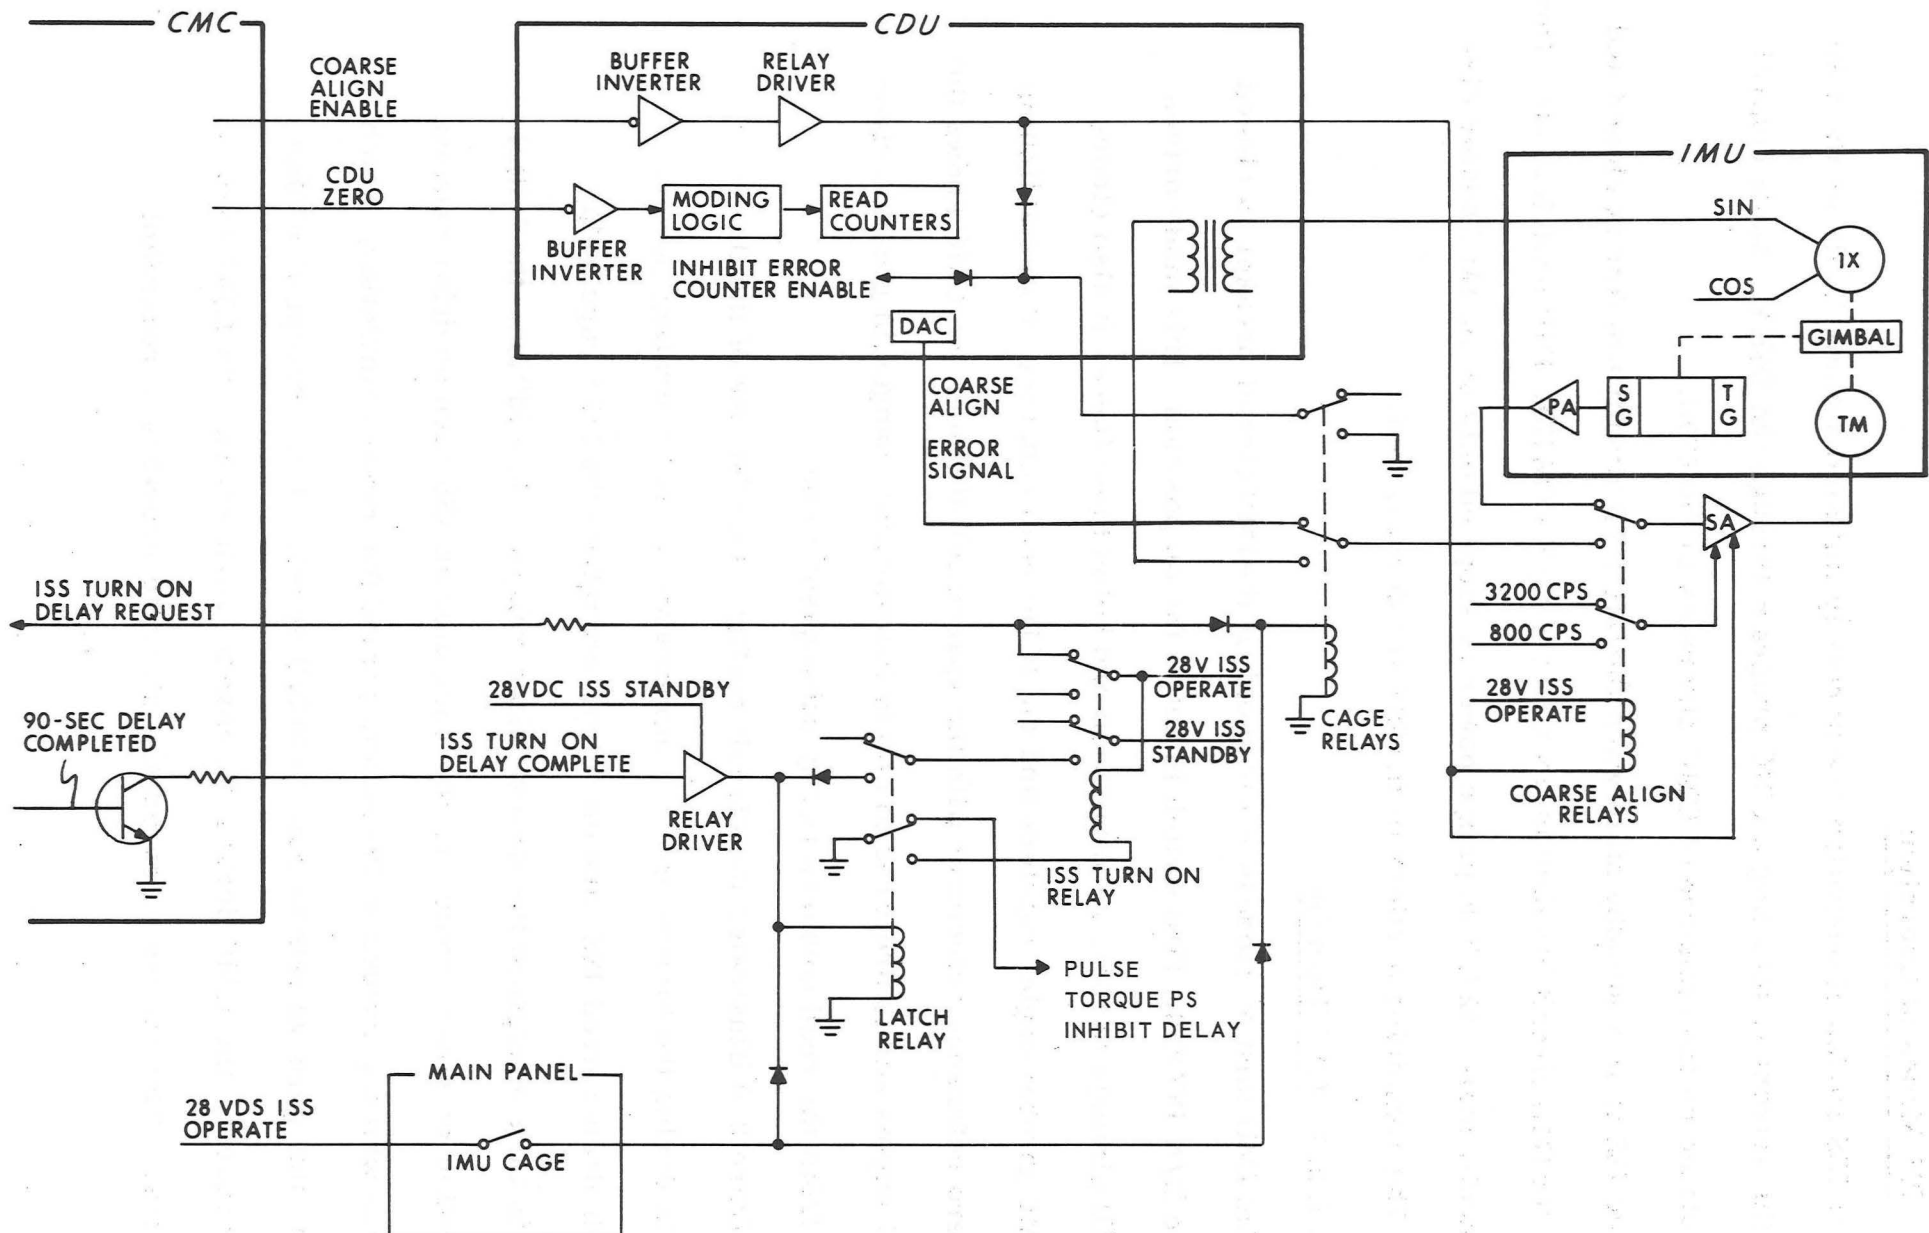 CMC
CDU
COARSE
ALIGN
ENABLE
BUFFER
INVERTER
RELAY
DRIVER
CDU
ZERO
MODING
LOGIC
READ
COUNTERS
BUFFER
INVERTER
INHIBIT ERROR
COUNTER ENABLE
DAC
IMU
SIN
1X
COS
GIMBAL
S
G
T
G
PA
TM
COARSE
ALIGN
ERROR
SIGNAL
SA
3200 CPS
800 CPS
28V ISS
OPERATE
COARSE ALIGN
RELAYS
ISS TURN ON
DELAY REQUEST
28V ISS
OPERATE
28V ISS
STANDBY
CAGE
RELAYS
28VDC ISS STANDBY
90-SEC DELAY
COMPLETED
ISS TURN ON
DELAY COMPLETE
RELAY
DRIVER
ISS TURN ON
RELAY
PULSE
TORQUE PS
INHIBIT DELAY
LATCH
RELAY
MAIN PANEL
28 VDS ISS
OPERATE
IMU CAGE